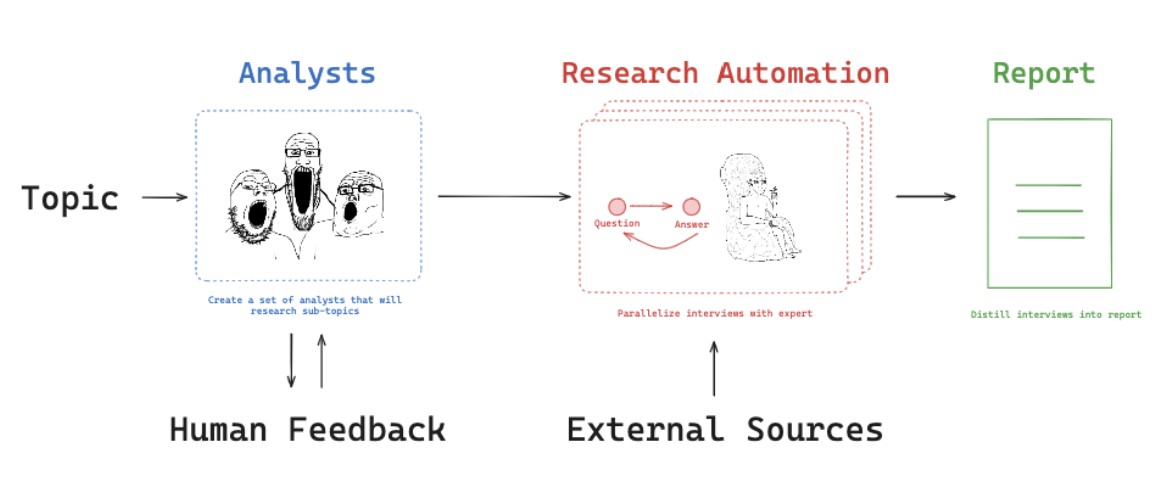 Analysts
Research Automation
Report
Topic
Question
Answer
Create a set of analysts that will
research sub-topics
Parallelize interviews with expert
Distill interviews into report
Human Feedback
External Sources